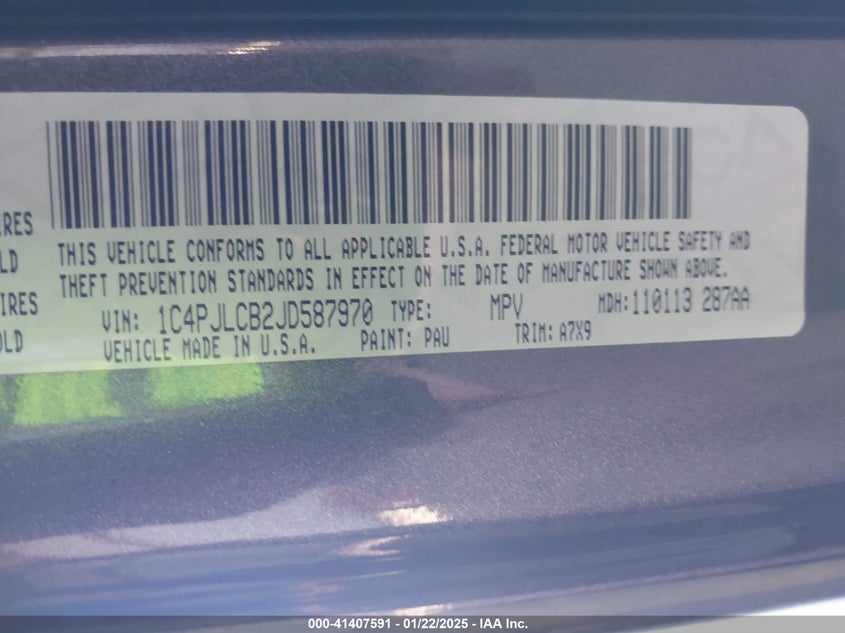 IRES
THIS VEHICLE CONFORMS TO ALL APPLICABLE U.S.A. FEDERAL MOTOR VEHICLE SAFETY AND
LD
THEFT PREVENTION STANDARDS IN EFFECT ON THE DATE OF MANUFACTURE SHOWN ABOVE.
IRES
VIN: 1C4PJLCB2JD587970 TYPE: MPV MDH:110113 287AA
OLD
VEHICLE MADE IN U.S.A. PAINT: PAU TRIM: A7X9
000-41407591 - 01/22/2025 - IAA Inc.